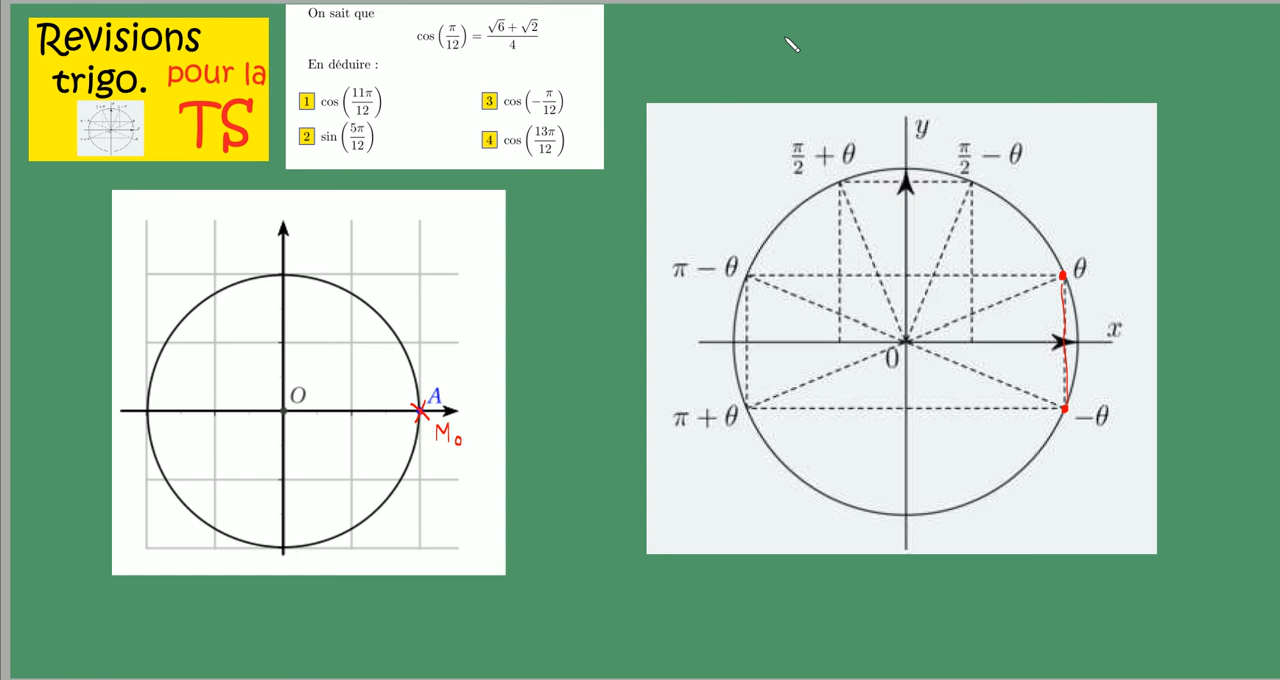 Revisions
trigo. pour la
TS
On sait que
cos(π/12) = (√6 + √2)/4
En déduire :
1 cos(11π/12)
2 sin(5π/12)
3 cos(−π/12)
4 cos(13π/12)
O
A
M₀
y
π/2 + θ
π/2 − θ
π − θ
θ
x
0
π + θ
−θ